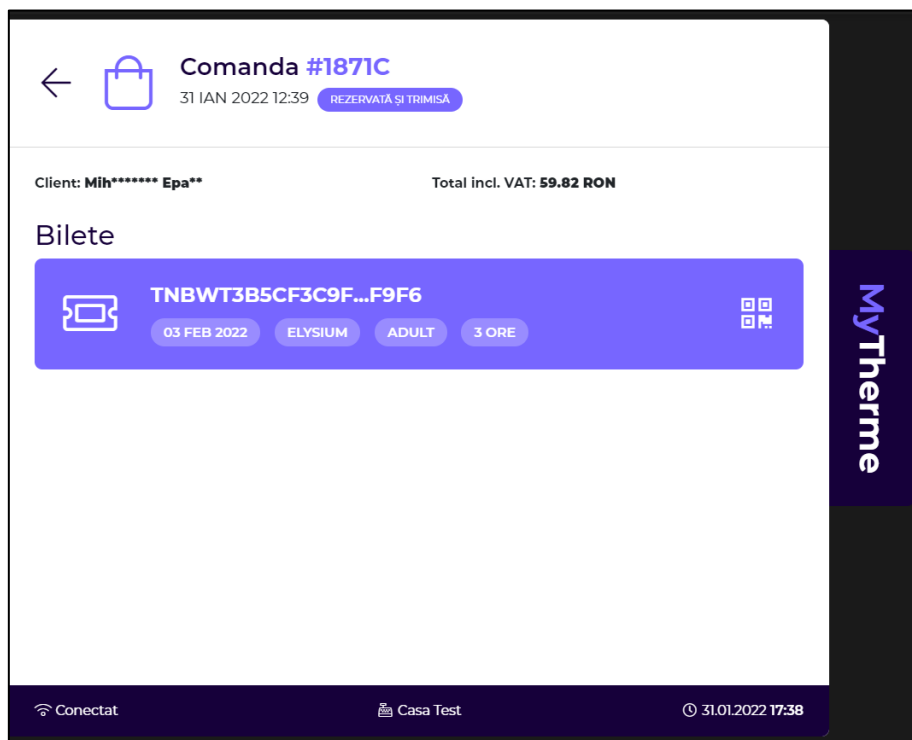 Comanda #1871C
31 IAN 2022 12:39 REZERVATĂ ȘI TRIMISĂ
Client: Mih******* Epa** Total incl. VAT: 59.82 RON
Bilete
TNBWT3B5CF3C9F...F9F6
03 FEB 2022 ELYSIUM ADULT 3 ORE
MyTherme
Conectat Casa Test 31.01.2022 17:38